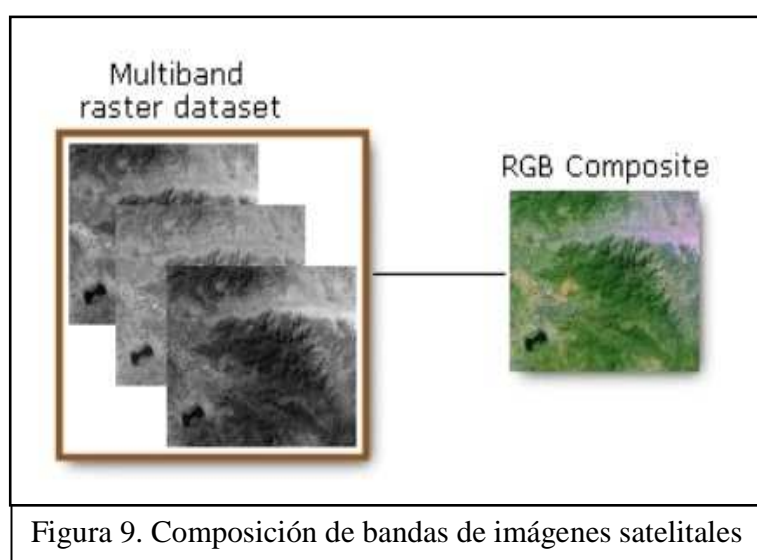 Multiband
raster dataset
RGB Composite
Figura 9. Composición de bandas de imágenes satelitales